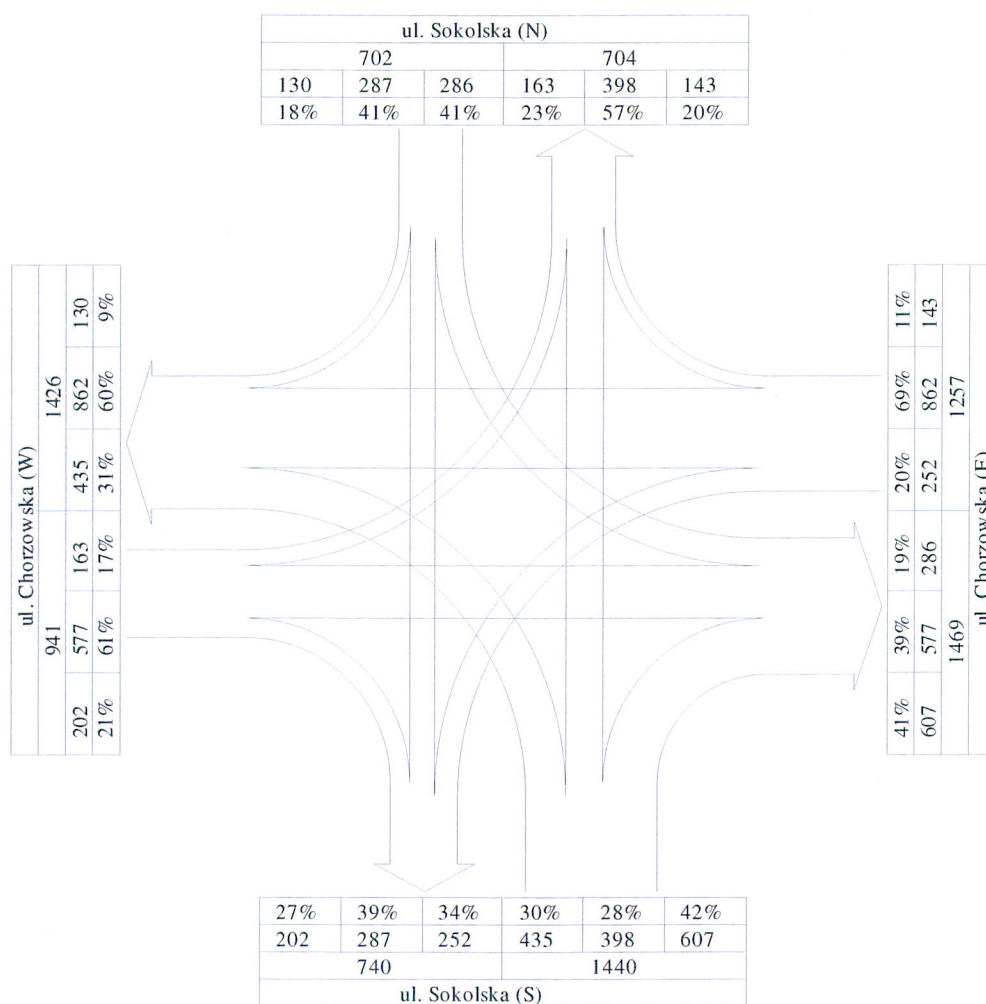 ul. Sokolska (N)
702 704
130 287 286 163 398 143
18% 41% 41% 23% 57% 20%
ul. Chorzowska (W)
1426 941
130 862 435 163 577 202
9% 60% 31% 17% 61% 21%
11% 69% 20% 19% 39% 41%
143 862 252 286 577 607
1257 1469
ul. Chorzowska (E)
27% 39% 34% 30% 28% 42%
202 287 252 435 398 607
740 1440
ul. Sokolska (S)